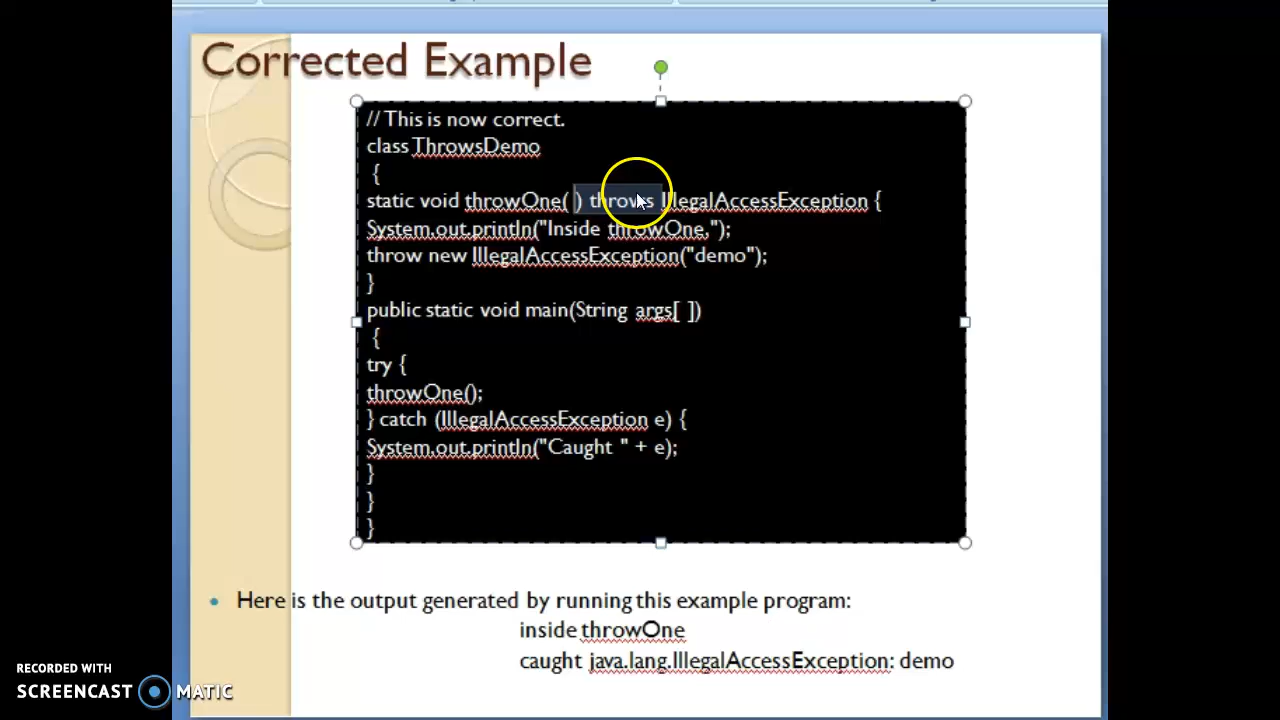 Corrected Example
// This is now correct.
class ThrowsDemo
{
static void throwOne( ) throws IllegalAccessException {
System.out.println("Inside throwOne.");
throw new IllegalAccessException("demo");
}
public static void main(String args[ ])
{
try {
throwOne();
} catch (IllegalAccessException e) {
System.out.println("Caught " + e);
}
}
}
Here is the output generated by running this example program:
inside throwOne
caught java.lang.IllegalAccessException: demo
RECORDED WITH
SCREENCAST MATIC